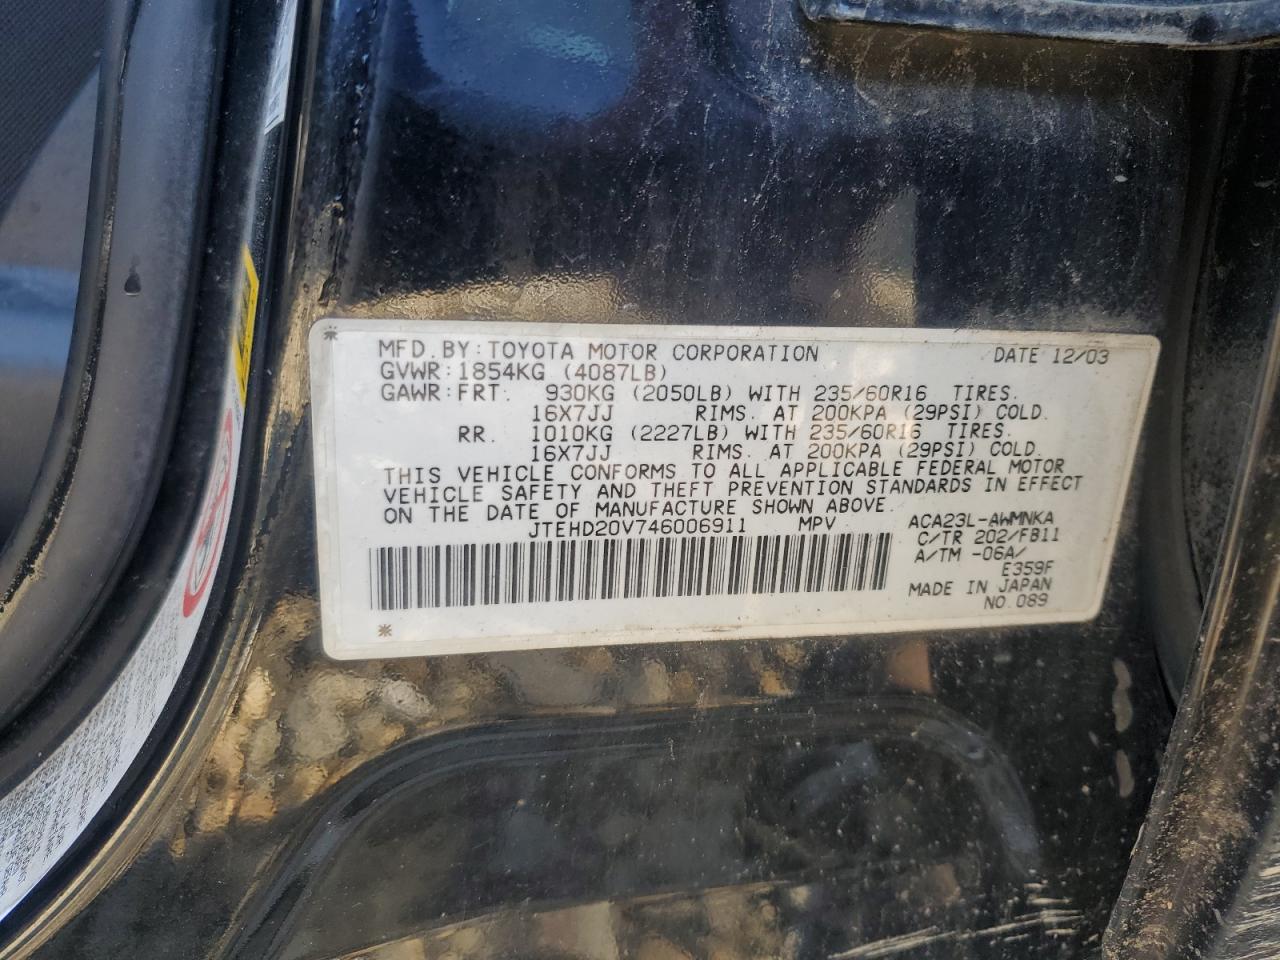 MFD. BY: TOYOTA MOTOR CORPORATION DATE 12/03
GVWR: 1854KG (4087LB)
GAWR: FRT. 930KG (2050LB) WITH 235/60R16 TIRES.
16X7JJ RIMS. AT 200KPA (29PSI) COLD.
RR. 1010KG (2227LB) WITH 235/60R16 TIRES.
16X7JJ RIMS. AT 200KPA (29PSI) COLD.
THIS VEHICLE CONFORMS TO ALL APPLICABLE FEDERAL MOTOR
VEHICLE SAFETY AND THEFT PREVENTION STANDARDS IN EFFECT
ON THE DATE OF MANUFACTURE SHOWN ABOVE.
JTEHD20V746006911 MPV
ACA23L-AWMNKA
C/TR 202/FB11
A/TM -06A/
E359F
MADE IN JAPAN
NO. 089